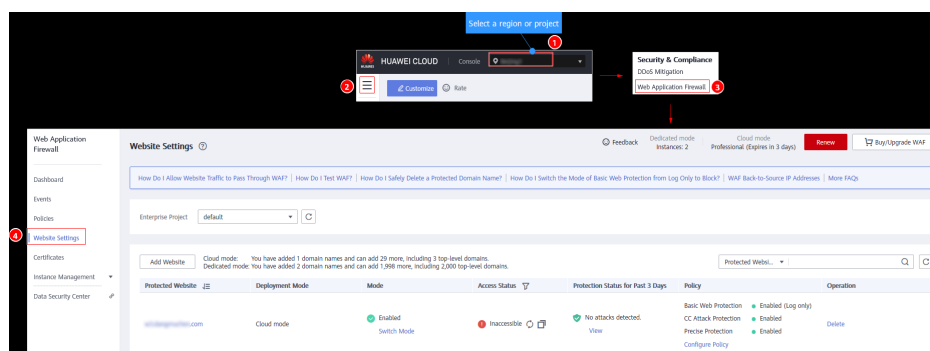 Select a region or project
1
HUAWEI
HUAWEI CLOUD
Console
2
Customize
Rate
Security & Compliance
DDoS Mitigation
Web Application Firewall
3
Web Application
Firewall
Dashboard
Events
Policies
4
Website Settings
Certificates
Instance Management
Data Security Center
Website Settings
Feedback
Dedicated mode
Instances: 2
Cloud mode
Professional (Expires in 3 days)
Renew
Buy/Upgrade WAF
How Do I Allow Website Traffic to Pass Through WAF? | How Do I Test WAF? | How Do I Safely Delete a Protected Domain Name? | How Do I Switch the Mode of Basic Web Protection from Log Only to Block? | WAF Back-to-Source IP Addresses | More FAQs
Enterprise Project default
Add Website
Cloud mode: You have added 1 domain names and can add 29 more, including 3 top-level domains.
Dedicated mode: You have added 2 domain names and can add 1,998 more, including 2,000 top-level domains.
Protected Websi...
Protected Website Deployment Mode Mode Access Status Protection Status for Past 3 Days Policy Operation
.com
Cloud mode
Enabled
Switch Mode
Inaccessible
No attacks detected.
View
Basic Web Protection Enabled (Log only)
CC Attack Protection Enabled
Precise Protection Enabled
Configure Policy
Delete